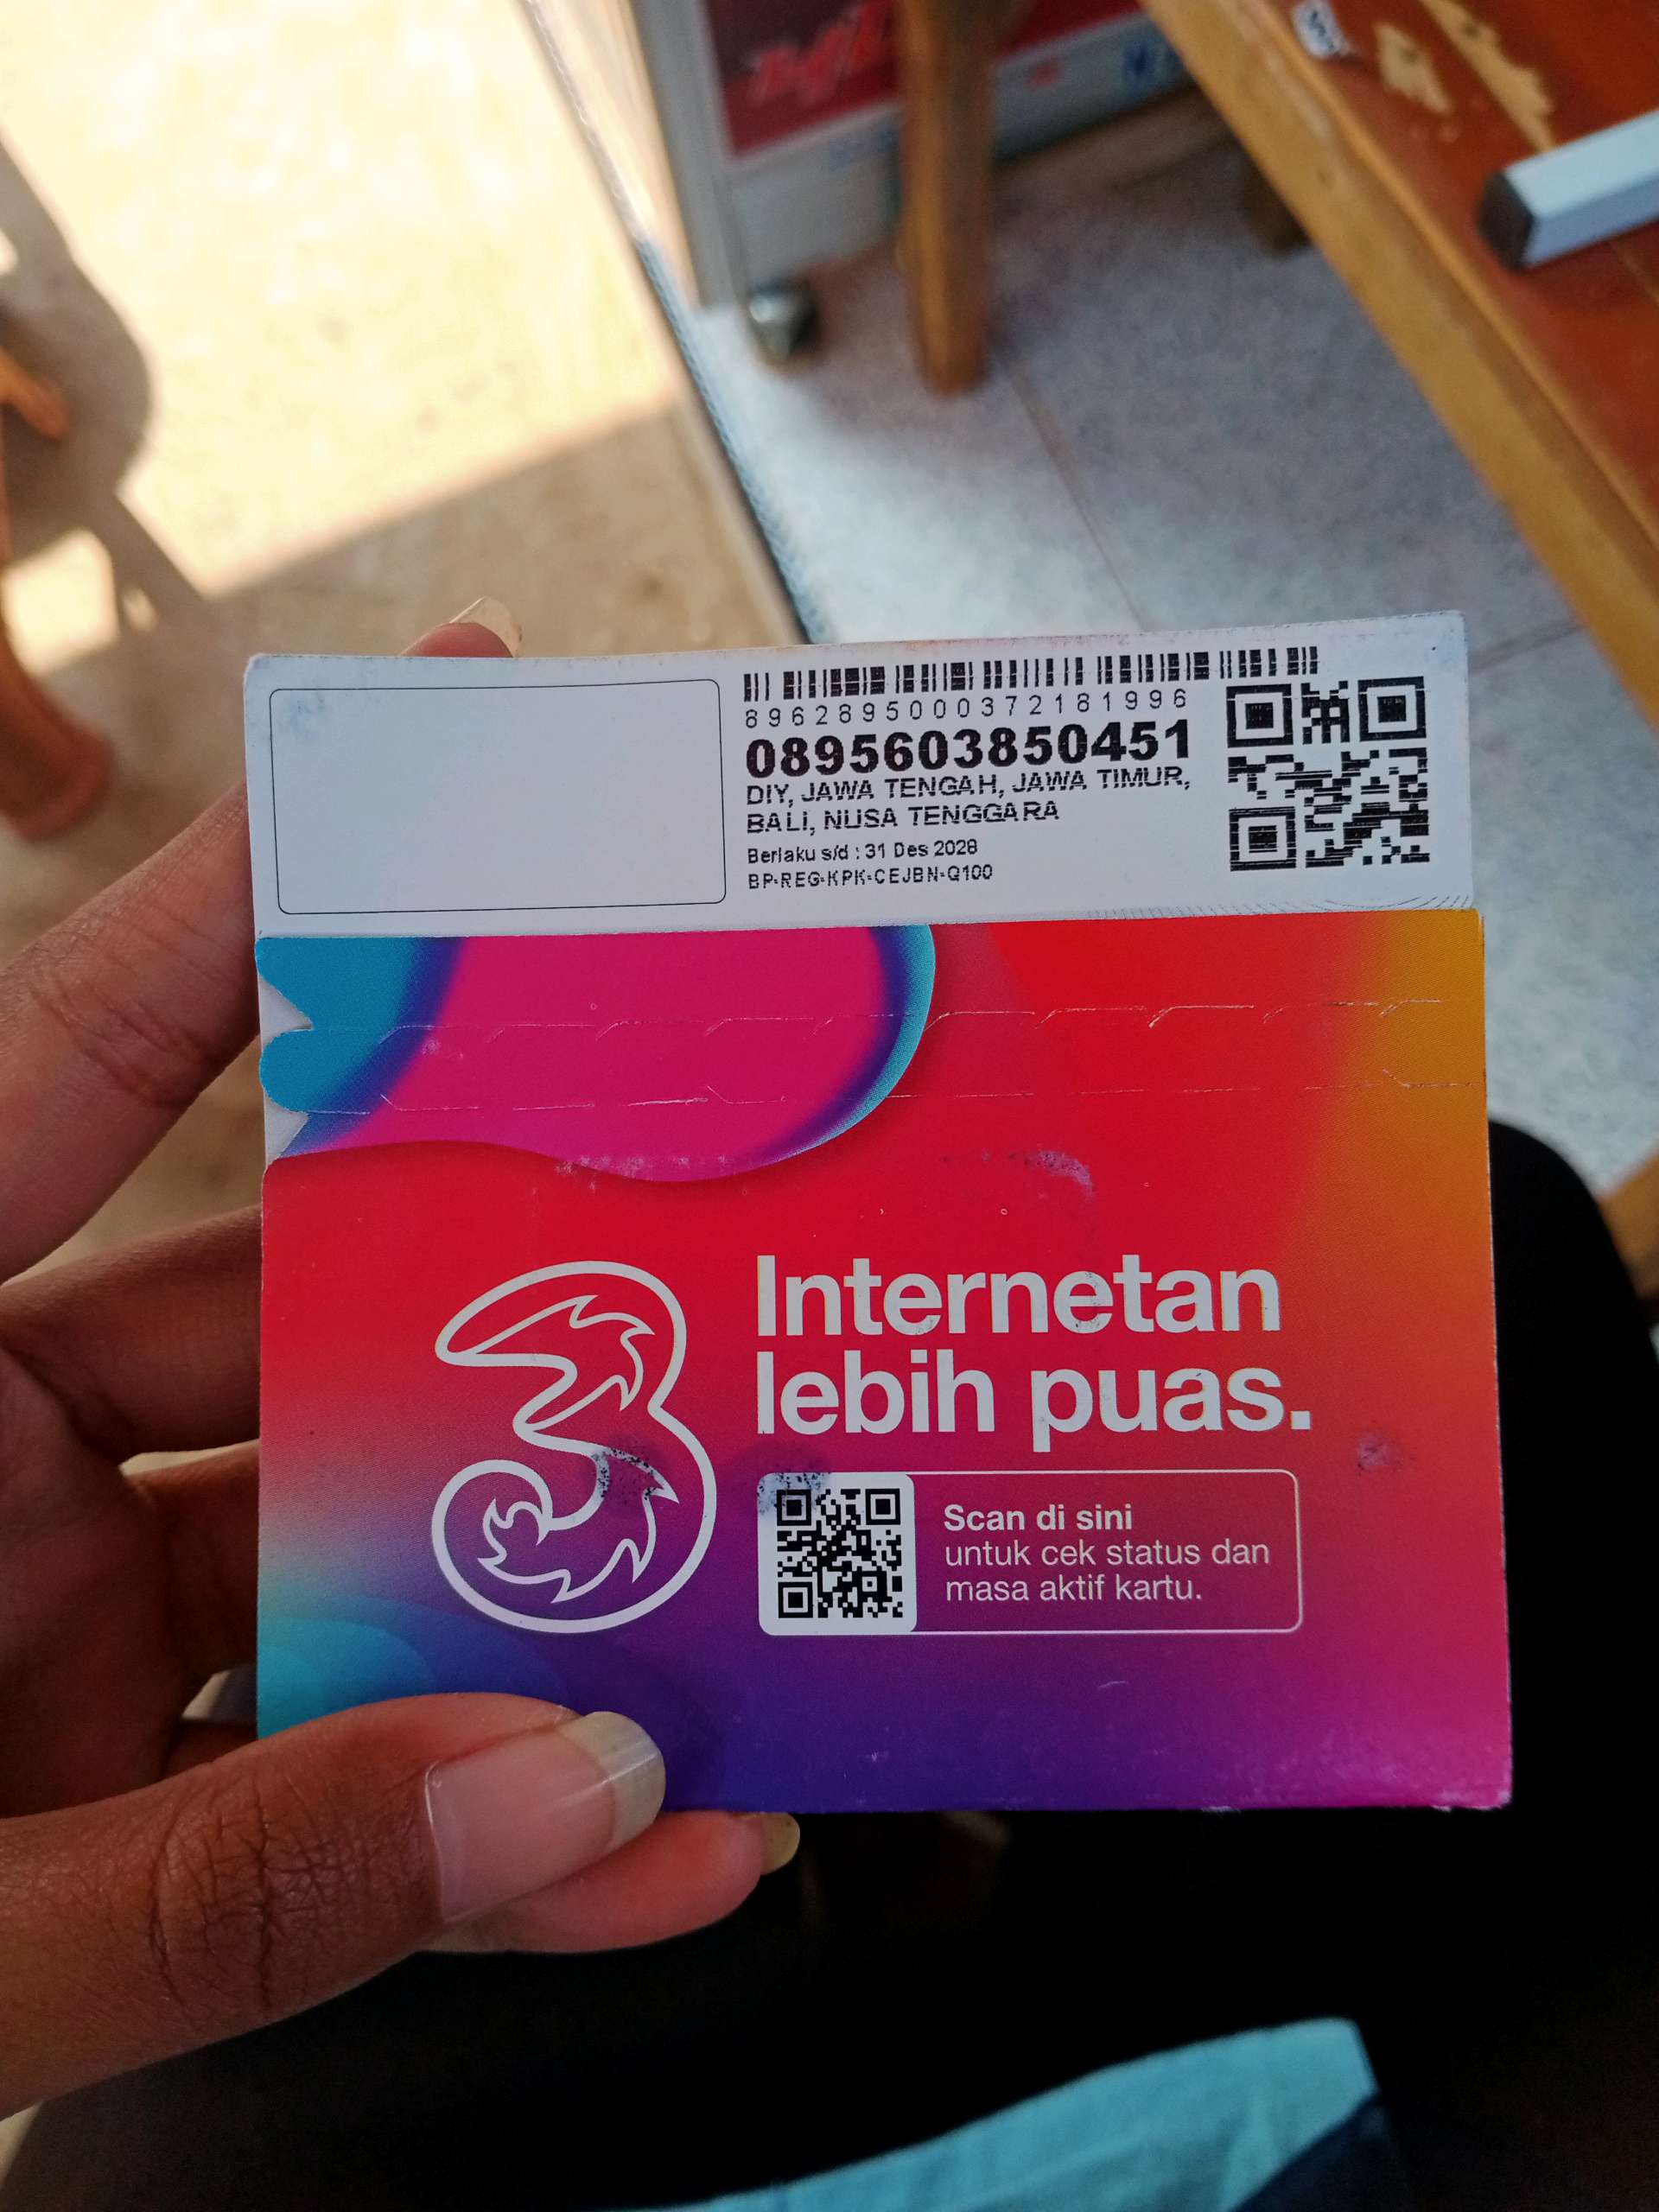 8962895000372181996
0895603850451
DIY, JAWA TENGAH, JAWA TIMUR,
BALI, NUSA TENGGARA
Berlaku s/d : 31 Des 2028
BP-REG-KPK-CEJBN-Q100
3
Internetan
lebih puas.
Scan di sini
untuk cek status dan
masa aktif kartu.